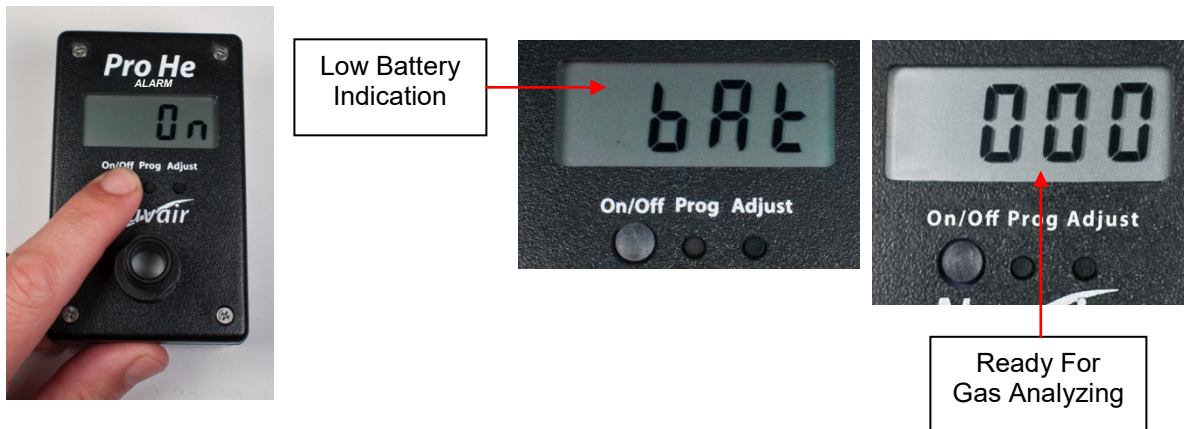 Pro He
ALARM
On
On/Off Prog Adjust
Low Battery
Indication
bAt
On/Off Prog Adjust
000
On/Off Prog Adjust
Ready For
Gas Analyzing